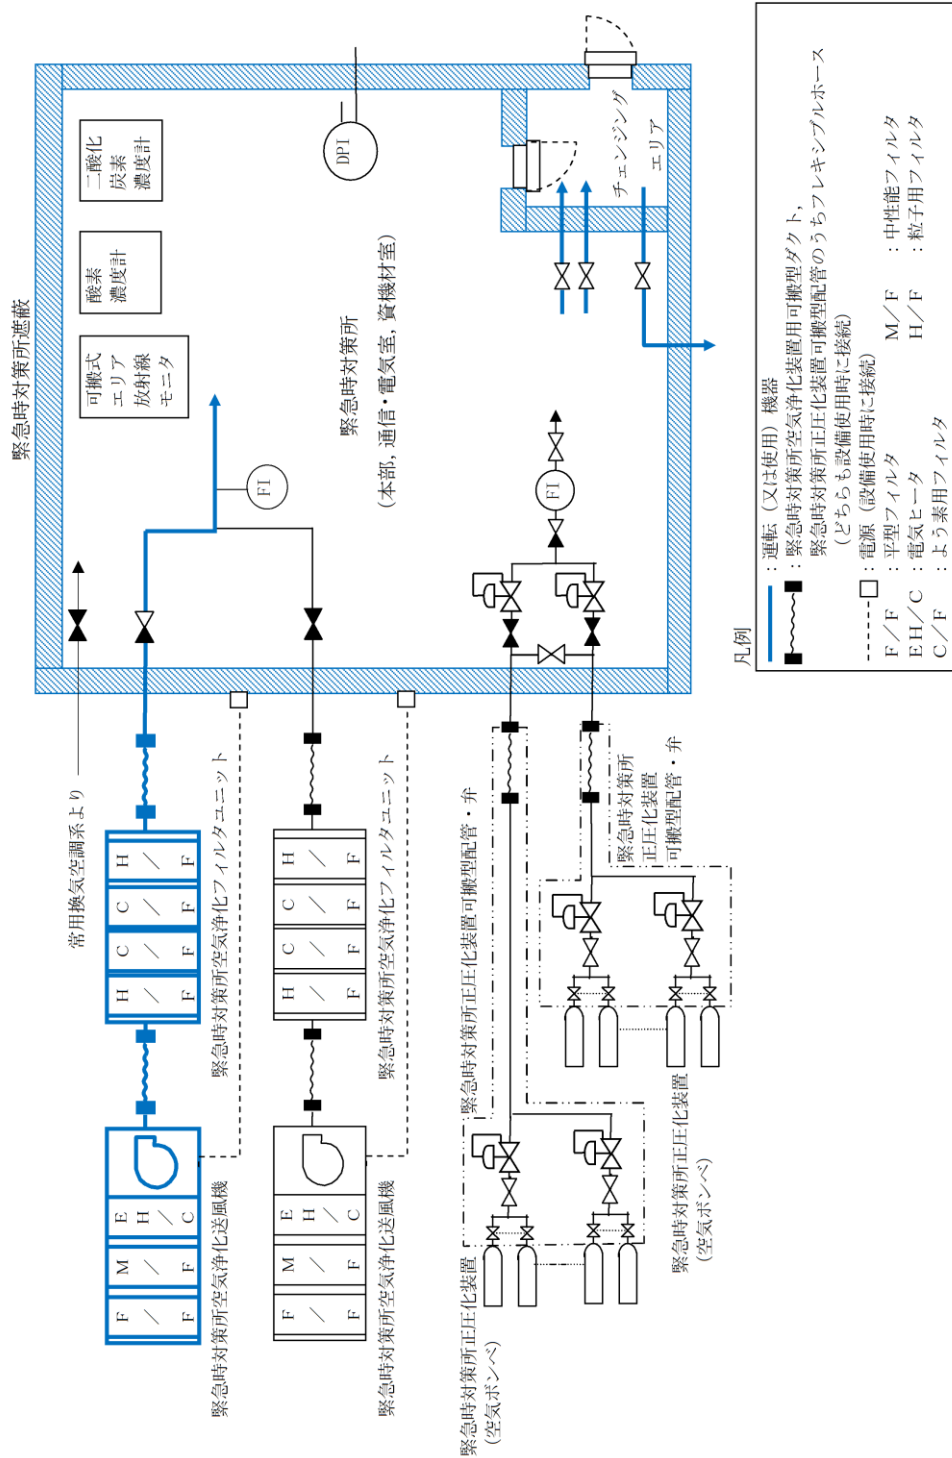 緊急時対策所遮蔽
二酸化
炭素
濃度計
酸素
濃度計
可搬式
エリア
放射線
モニタ
DPI
緊急時対策所
(本部,通信・電気室,資機材室)
チェンジング
エリア
FI
FI
常用換気空調系より
H/F
C/F
C/F
H/F
緊急時対策所空気浄化フィルタユニット
F/F
M/F
EH/C
緊急時対策所空気浄化送風機
H/F
C/F
C/F
H/F
緊急時対策所空気浄化フィルタユニット
F/F
M/F
EH/C
緊急時対策所空気浄化送風機
緊急時対策所正圧化装置可搬型配管・弁
緊急時対策所正圧化装置
(空気ボンベ)
緊急時対策所
正圧化装置
可搬型配管・弁
緊急時対策所正圧化装置
(空気ボンベ)
凡例
:運転(又は使用)機器
:緊急時対策所空気浄化装置用可搬型ダクト,
緊急時対策所正圧化装置可搬型配管のうちフレキシブルホース
(どちらも設備使用時に接続)
:電源(設備使用時に接続)
F/F :平型フィルタ M/F :中性能フィルタ
EH/C :電気ヒータ H/F :粒子用フィルタ
C/F :よう素用フィルタ